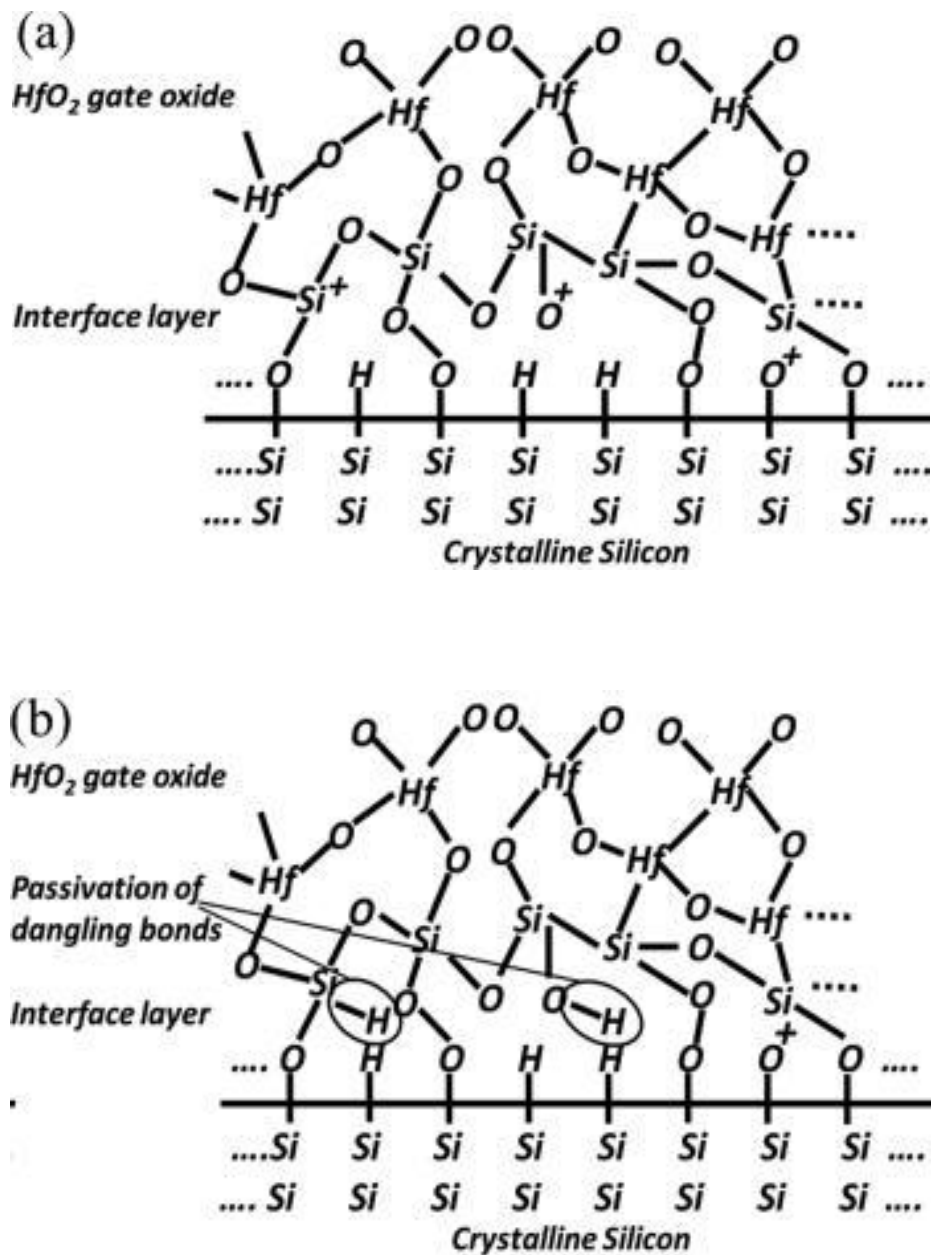 (a)
O O O O O O
HfO2 gate oxide
Hf Hf Hf
O O O O
Hf Hf
O O Si O Hf ....
O Si+ Si O
Interface layer
O O O+ O Si ....
.... O H O H H O O+ O ....
....Si Si Si Si Si Si Si Si ....
.... Si Si Si Si Si Si Si Si ....
Crystalline Silicon
(b)
O O O O O O
HfO2 gate oxide
Hf Hf Hf
O O O O O
Hf Hf
Passivation of
dangling bonds
O Si Si O Hf ....
O Si Si O
Interface layer
H O O O H O Si ....
+
.... O H O H H O O+ O ....
....Si Si Si Si Si Si Si Si ....
.... Si Si Si Si Si Si Si Si ....
Crystalline Silicon